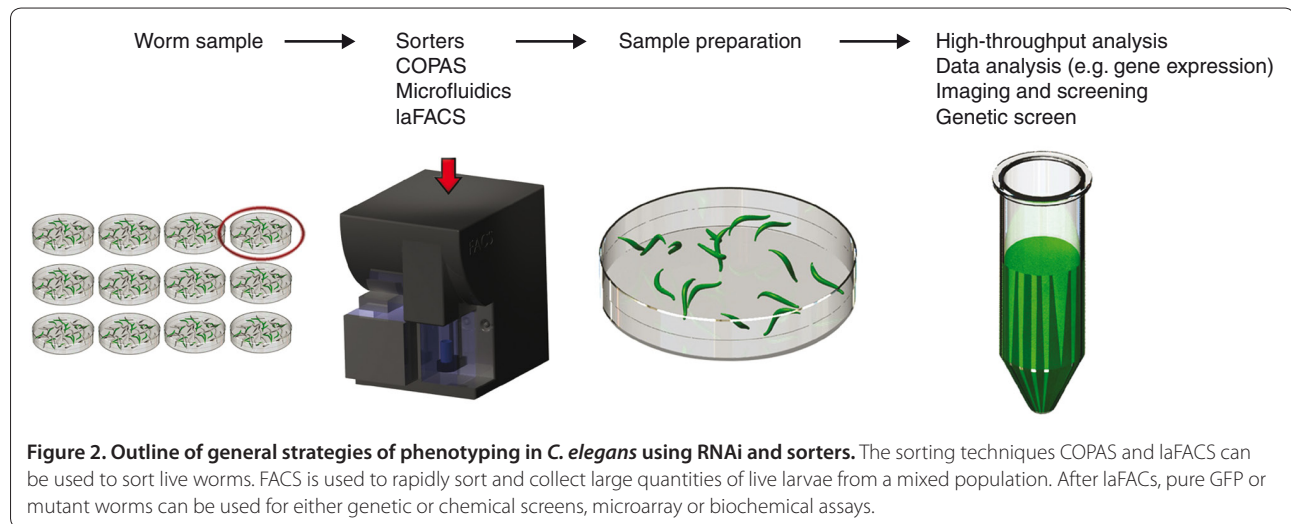 Worm sample
Sorters
COPAS
Microfluidics
laFACS
Sample preparation
High-throughput analysis
Data analysis (e.g. gene expression)
Imaging and screening
Genetic screen
FACS
Figure 2. Outline of general strategies of phenotyping in C. elegans using RNAi and sorters. The sorting techniques COPAS and laFACS can
be used to sort live worms. FACS is used to rapidly sort and collect large quantities of live larvae from a mixed population. After laFACs, pure GFP or
mutant worms can be used for either genetic or chemical screens, microarray or biochemical assays.